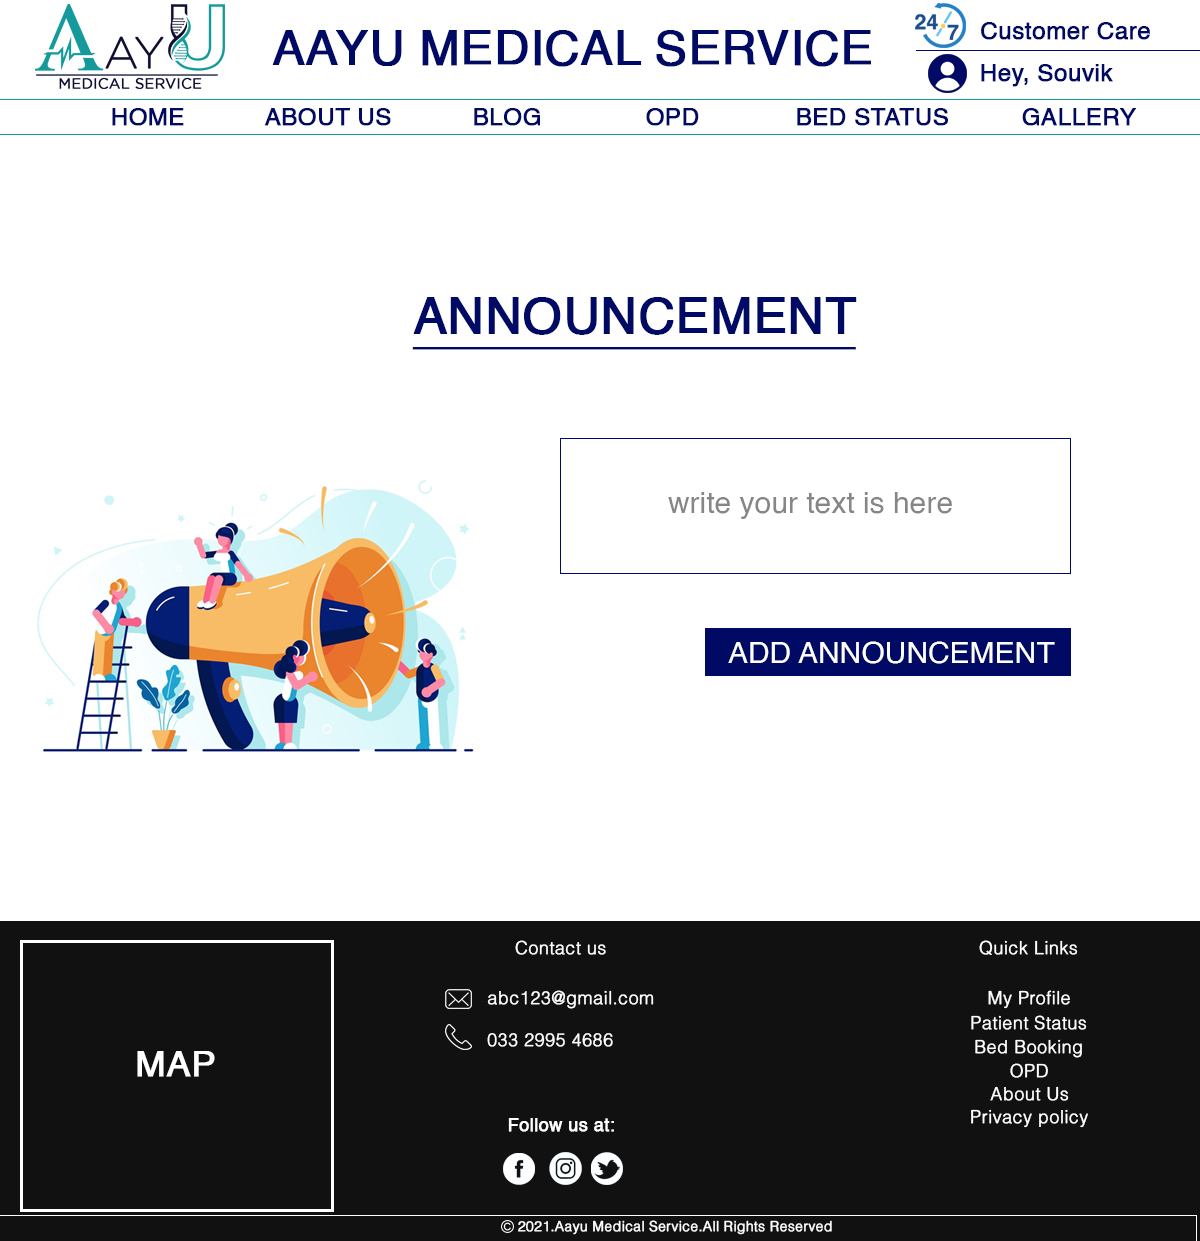 AAYU
MEDICAL SERVICE
AAYU MEDICAL SERVICE
24/7
Customer Care
Hey, Souvik
HOME ABOUT US BLOG OPD BED STATUS GALLERY
ANNOUNCEMENT
write your text is here
ADD ANNOUNCEMENT
MAP
Contact us
abc123@gmail.com
033 2995 4686
Follow us at:
Quick Links
My Profile
Patient Status
Bed Booking
OPD
About Us
Privacy policy
© 2021.Aayu Medical Service.All Rights Reserved